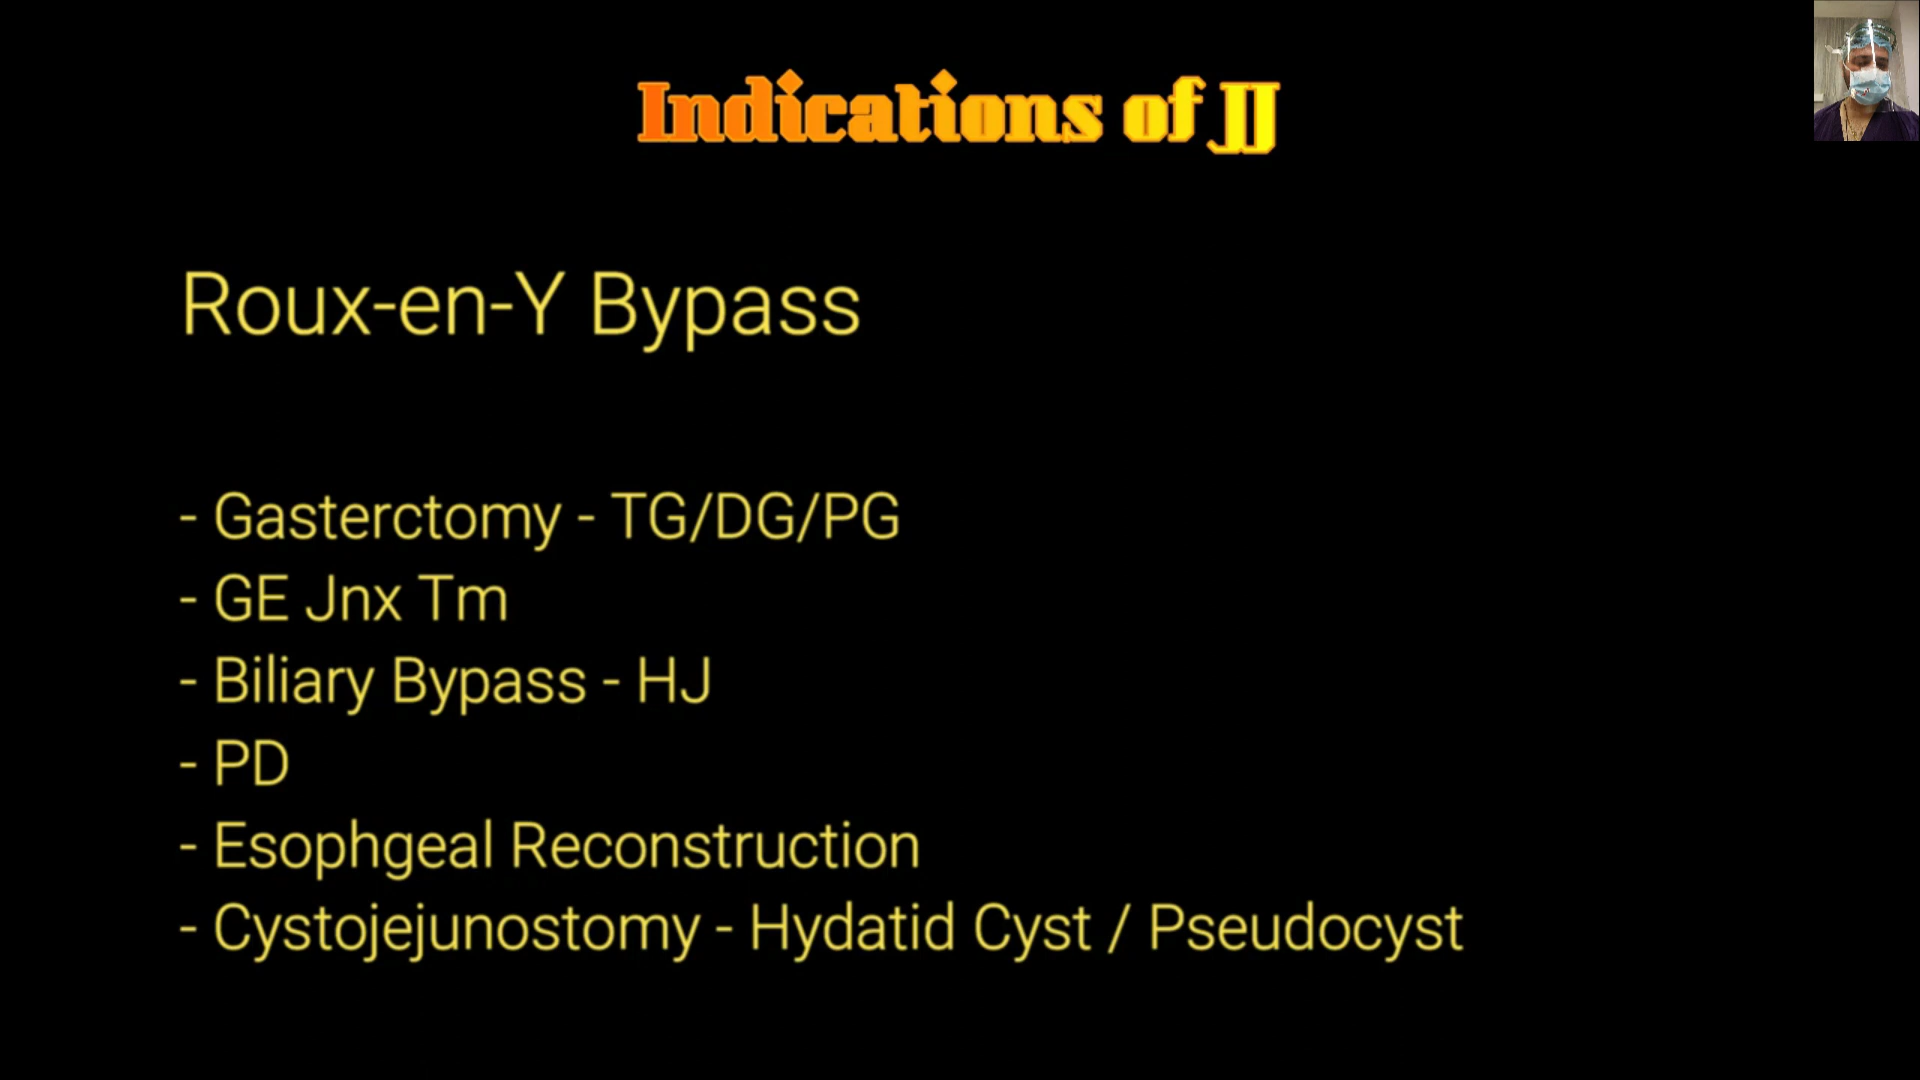 Indications of JJ
Roux-en-Y Bypass
- Gasterctomy - TG/DG/PG
- GE Jnx Tm
- Biliary Bypass - HJ
- PD
- Esophgeal Reconstruction
- Cystojejunostomy - Hydatid Cyst / Pseudocyst